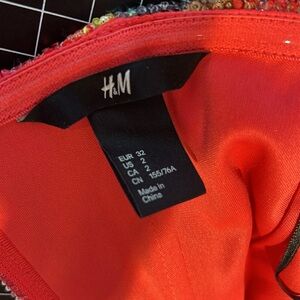 H&M
EUR 32
US 2
CA 2
CN 155/76A
Made in
China